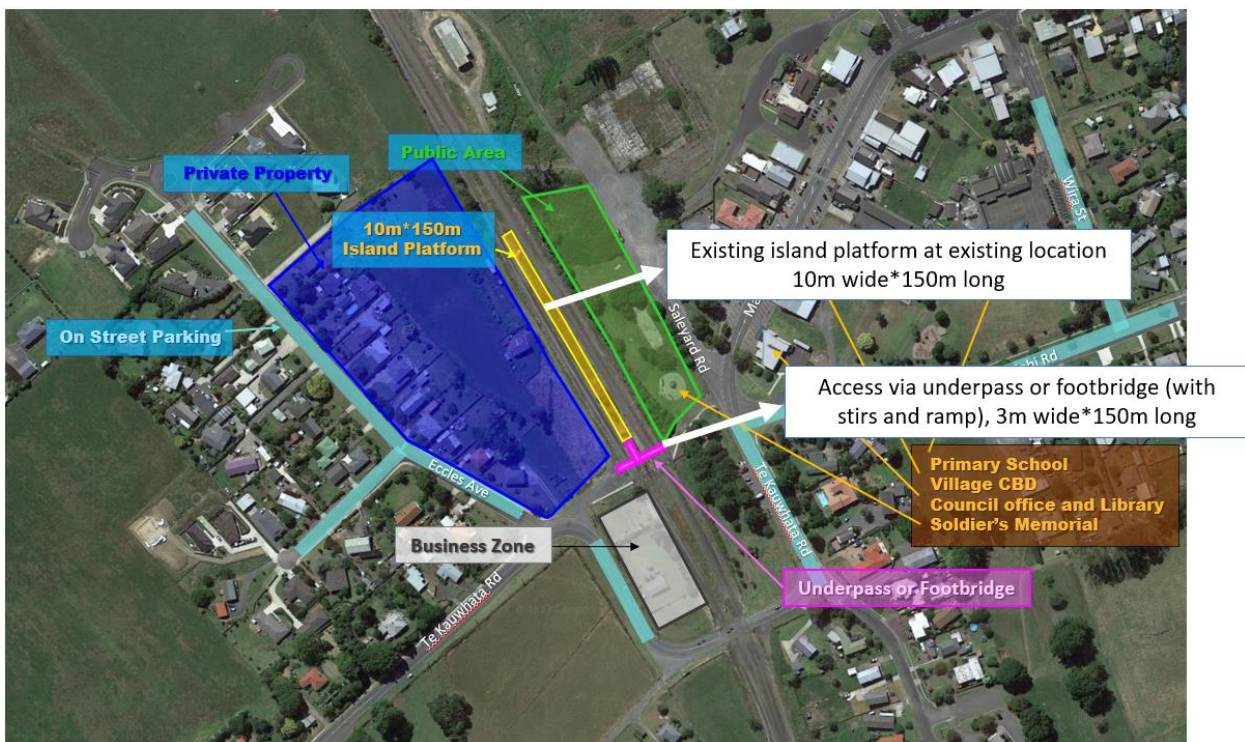 Public Area
Private Property
10m*150m
Island Platform
Existing island platform at existing location
10m wide*150m long
On Street Parking
Wira St
Saleyard Rd
Access via underpass or footbridge (with
stirs and ramp), 3m wide*150m long
Primary School
Village CBD
Council office and Library
Soldier's Memorial
Eccles Ave
Te Kauwhata Rd
Business Zone
Underpass or Footbridge
Te Kauwhata Rd